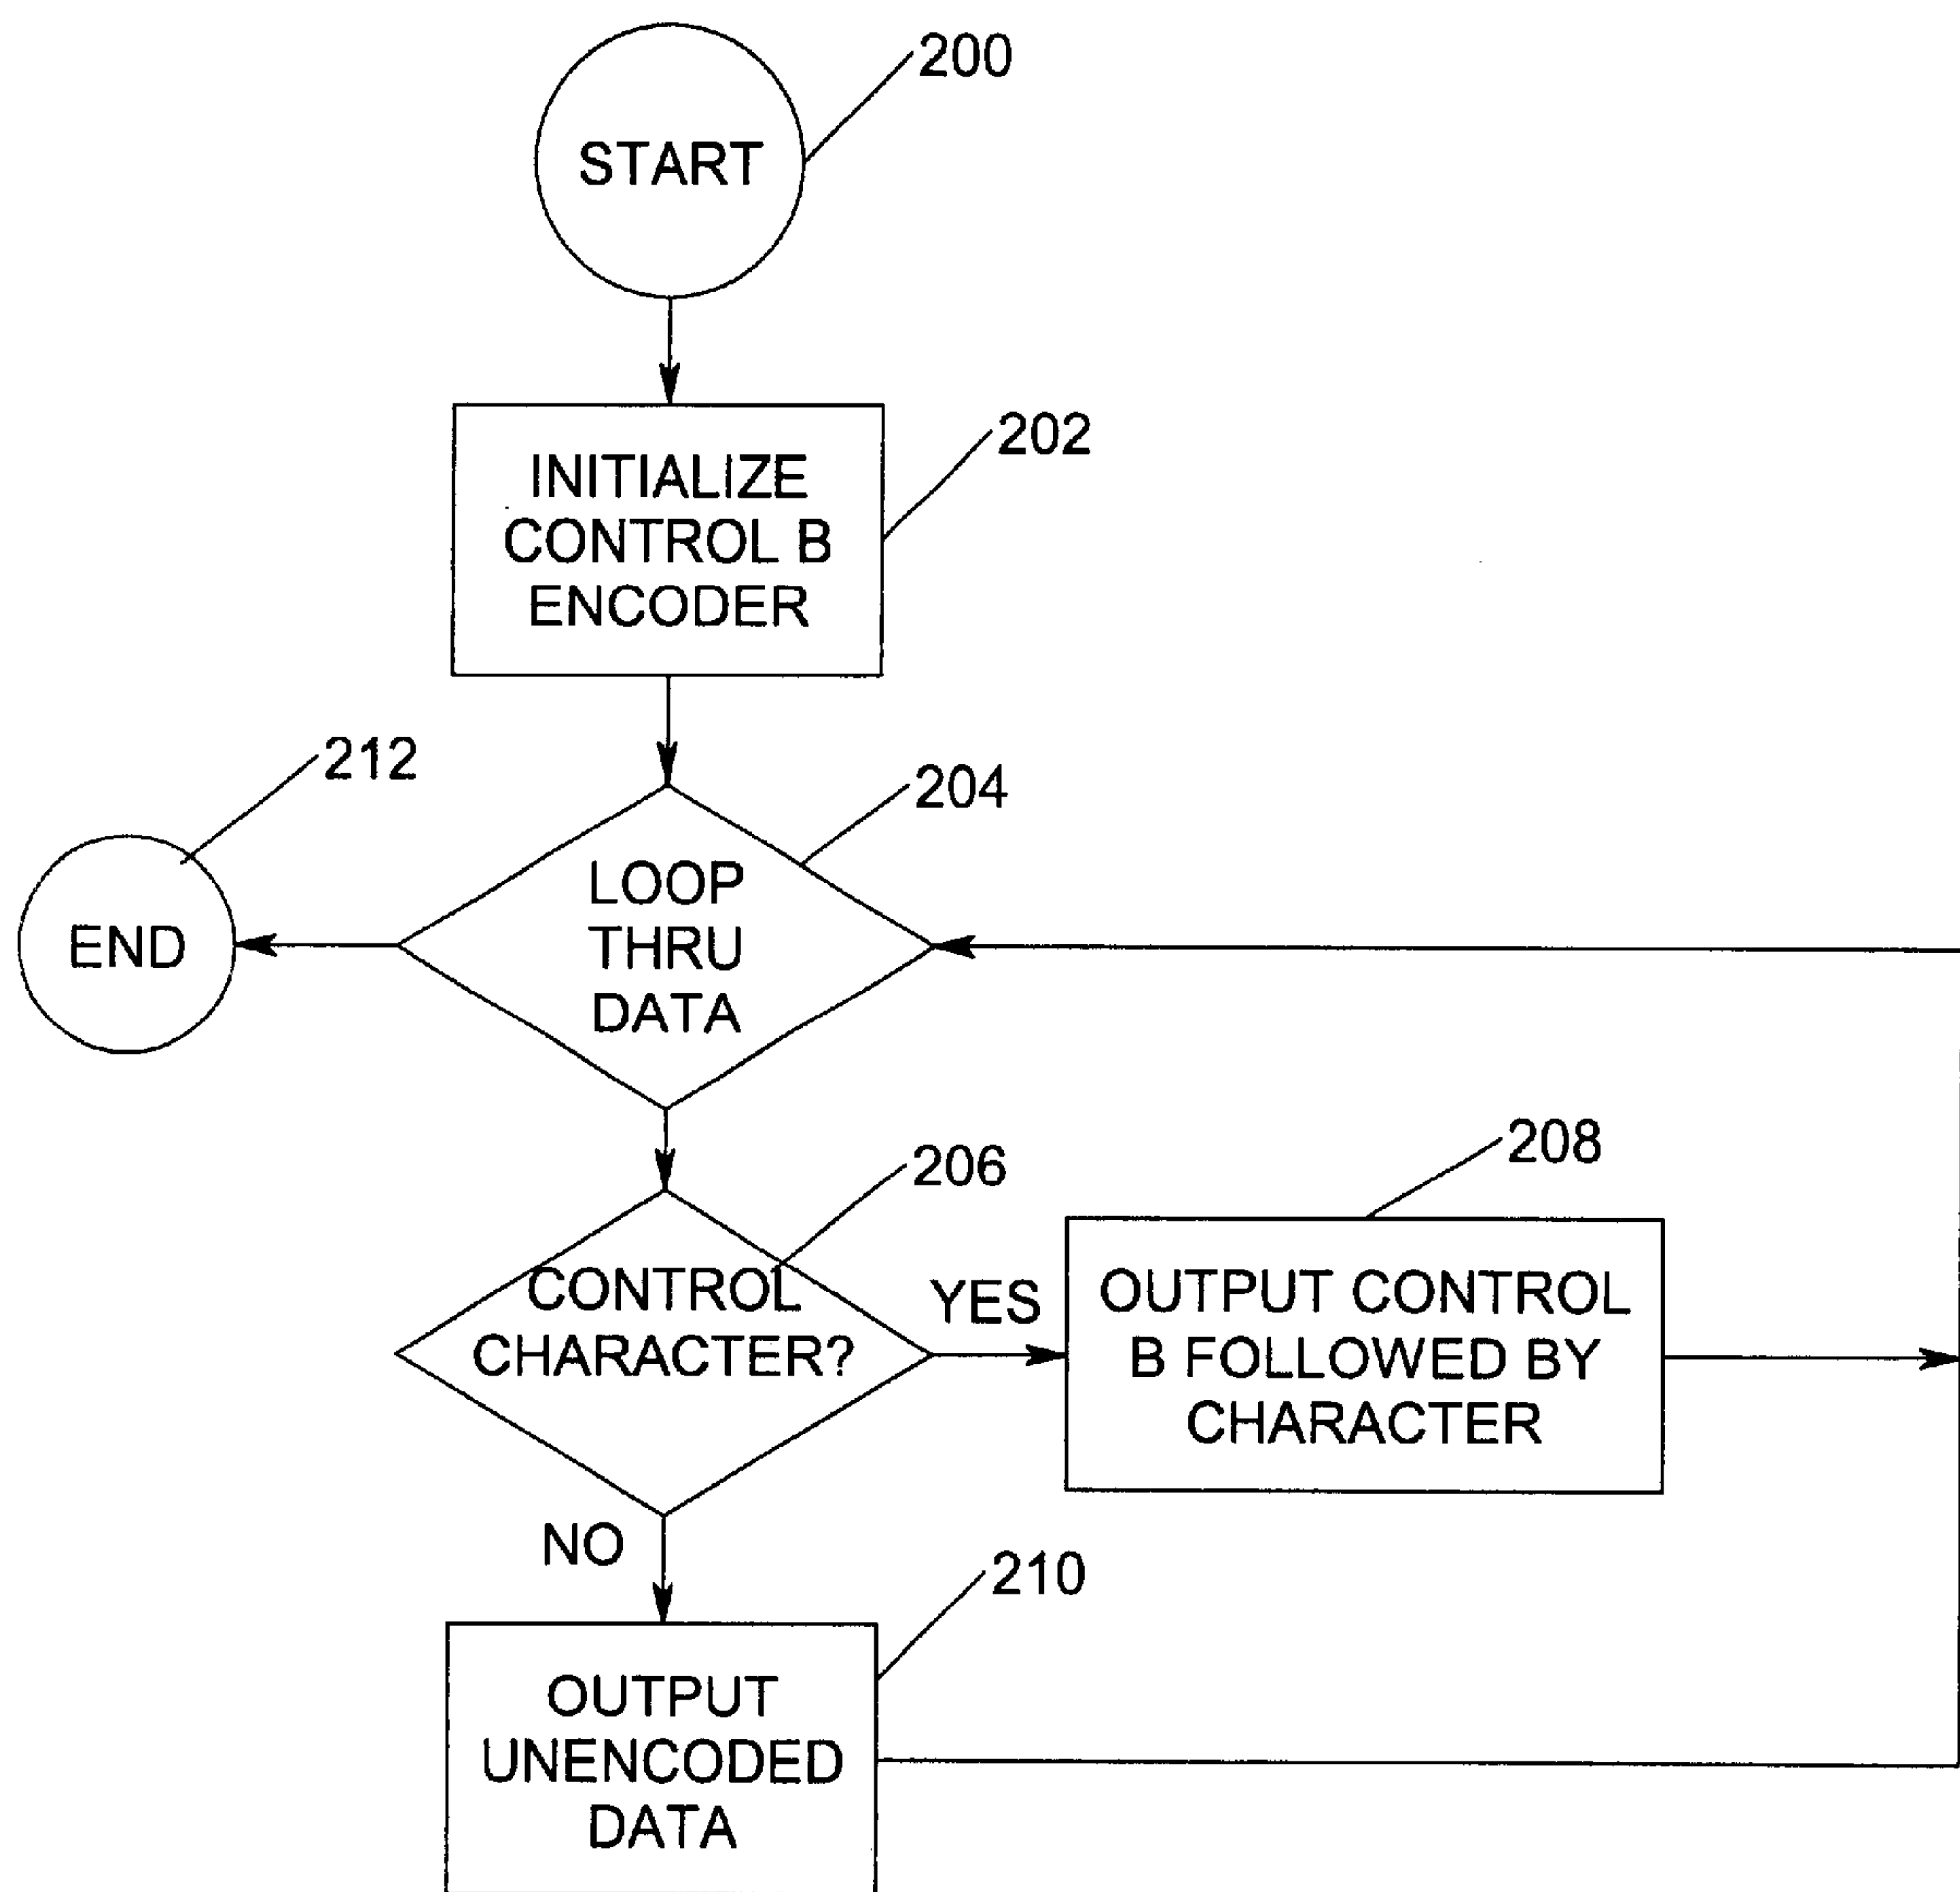 200
START
202
INITIALIZE
CONTROL B
ENCODER
212
204
LOOP
THRU
DATA
END
206
208
CONTROL
CHARACTER?
YES
OUTPUT CONTROL
B FOLLOWED BY
CHARACTER
NO
210
OUTPUT
UNENCODED
DATA